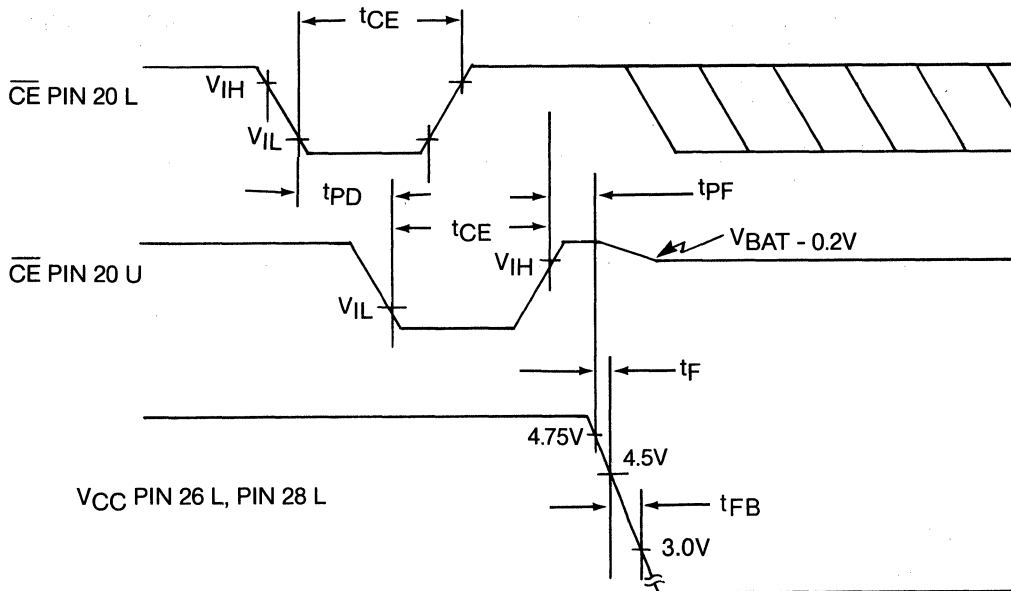 tCE
VIH
CE PIN 20 L
VIL
tPD
tPF
tCE
VBAT - 0.2V
CE PIN 20 U
VIH
VIL
tF
4.75V
4.5V
VCC PIN 26 L, PIN 28 L
tFB
3.0V